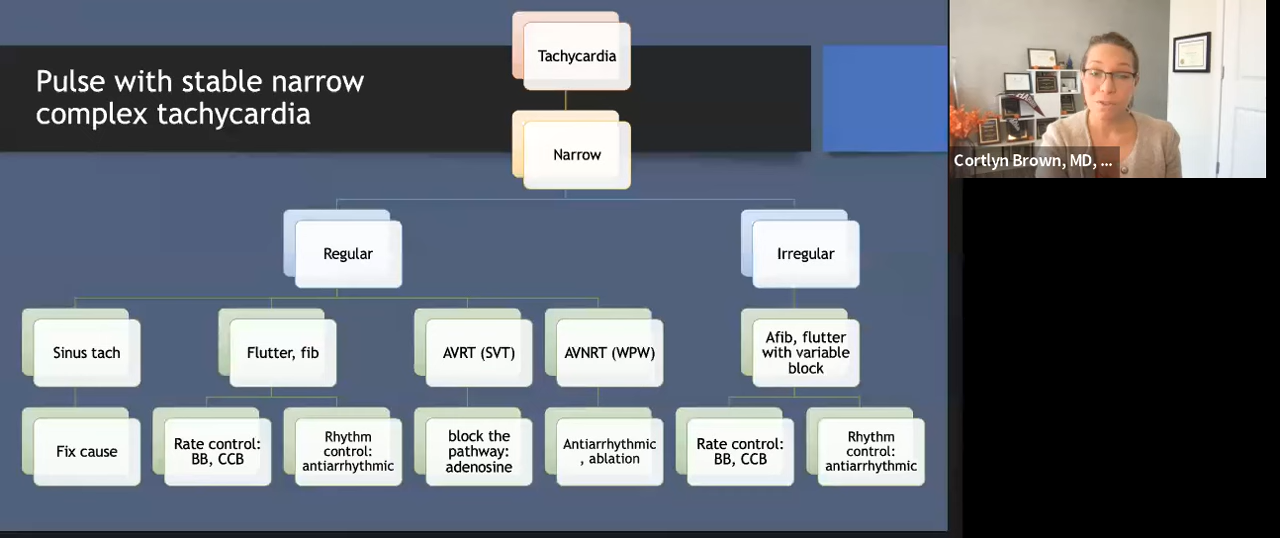 Pulse with stable narrow
complex tachycardia
Tachycardia
Narrow
Regular
Irregular
Sinus tach
Flutter, fib
AVRT (SVT)
AVNRT (WPW)
Afib, flutter
with variable
block
Fix cause
Rate control:
BB, CCB
Rhythm
control:
antiarrhythmic
block the
pathway:
adenosine
Antiarrhythmic
, ablation
Rate control:
BB, CCB
Rhythm
control:
antiarrhythmic
Cortlyn Brown, MD, ...